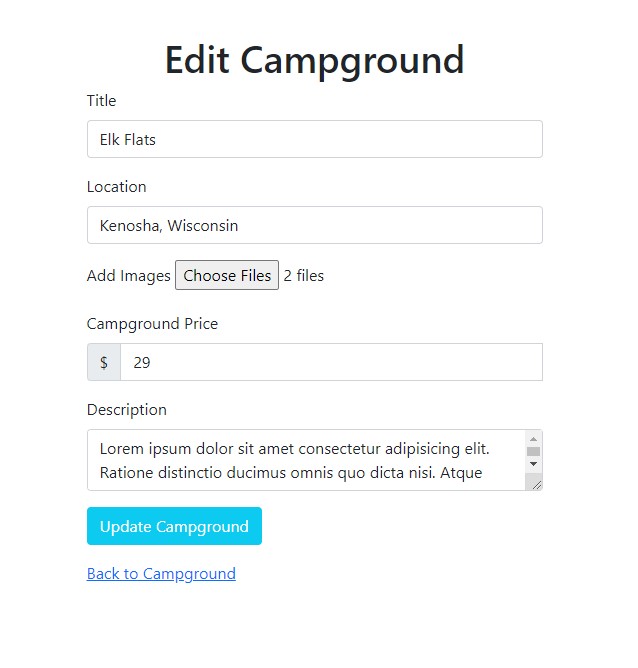 Edit Campground
Title
Elk Flats
Location
Kenosha, Wisconsin
Add Images Choose Files 2 files
Campground Price
$ 29
Description
Lorem ipsum dolor sit amet consectetur adipisicing elit.
Ratione distinctio ducimus omnis quo dicta nisi. Atque
Update Campground
Back to Campground